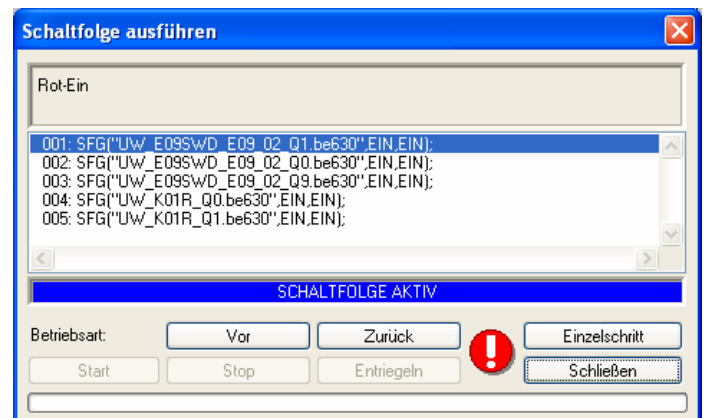 Schaltfolge ausführen
Rot-Ein
001: SFG("UW_E09SWD_E09_02_Q1.be630",EIN,EIN);
002: SFG("UW_E09SWD_E09_02_Q0.be630",EIN,EIN);
003: SFG("UW_E09SWD_E09_02_Q9.be630",EIN,EIN);
004: SFG("UW_K01R_Q0.be630",EIN,EIN);
005: SFG("UW_K01R_Q1.be630",EIN,EIN);
SCHALTFOLGE AKTIV
Betriebsart: Vor Zurück Einzelschritt
Start Stop Entriegeln Schließen